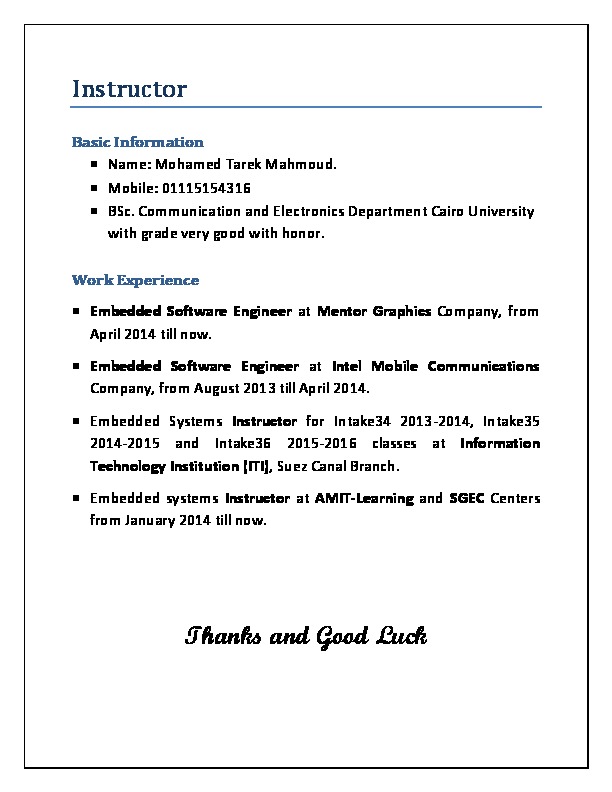 Instructor
Basic Information
▪ Name: Mohamed Tarek Mahmoud.
▪ Mobile: 01115154316
▪ BSc. Communication and Electronics Department Cairo University
with grade very good with honor.
Work Experience
▪ Embedded Software Engineer at Mentor Graphics Company, from
April 2014 till now.
▪ Embedded Software Engineer at Intel Mobile Communications
Company, from August 2013 till April 2014.
▪ Embedded Systems Instructor for Intake34 2013-2014, Intake35
2014-2015 and Intake36 2015-2016 classes at Information
Technology Institution (ITI), Suez Canal Branch.
▪ Embedded systems Instructor at AMIT-Learning and SGEC Centers
from January 2014 till now.
Thanks and Good Luck